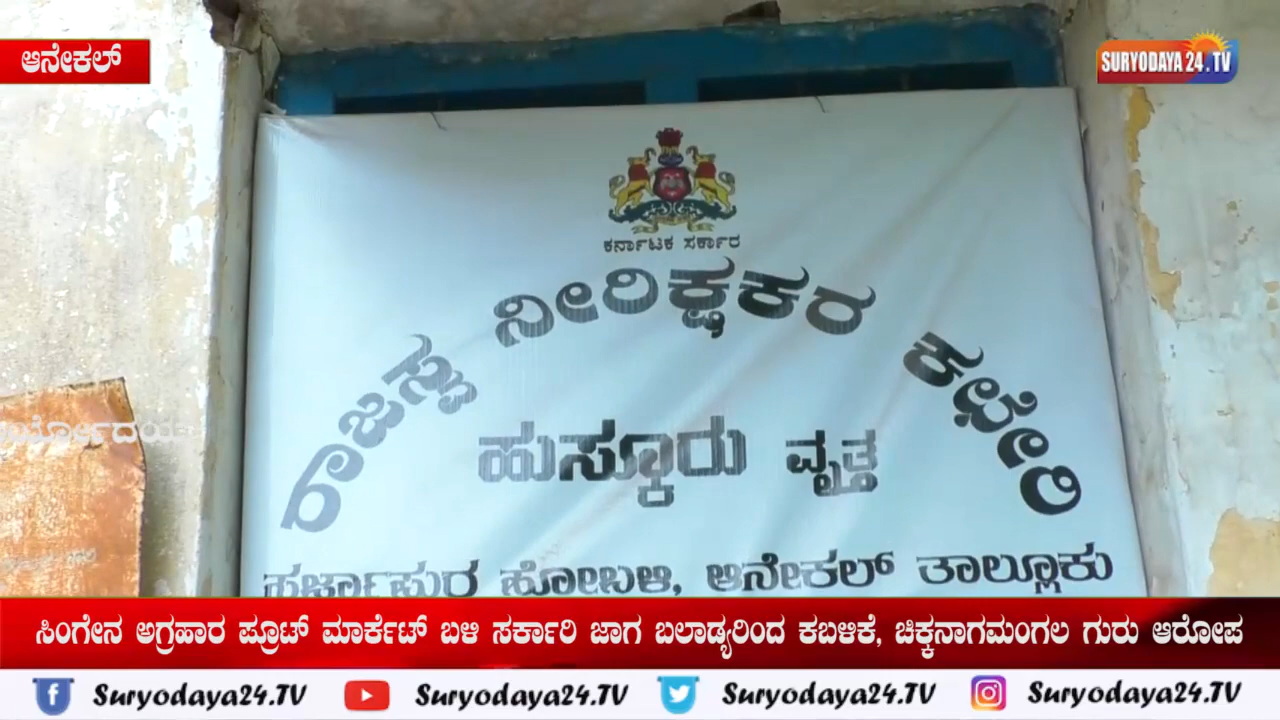 ಆನೇಕಲ್
SURYODAYA 24.TV
ಕರ್ನಾಟಕ ಸರ್ಕಾರ
ರಾಜಸ್ವ ನೀರಿಕ್ಷಕರ ಕಛೇರಿ
ಹುಸ್ಕೂರು ವೃತ್ತ
ಸರ್ಜಾಪುರ ಹೋಬಳಿ, ಆನೇಕಲ್ ತಾಲ್ಲೂಕು
ಸಿಂಗೇನ ಅಗ್ರಹಾರ ಪ್ರೂಟ್ ಮಾರ್ಕೆಟ್ ಬಳಿ ಸರ್ಕಾರಿ ಜಾಗ ಬಲಾಡ್ಯರಿಂದ ಕಬಳಿಕೆ, ಚಿಕ್ಕನಾಗಮಂಗಲ ಗುರು ಆರೋಪ
Suryodaya24.TV Suryodaya24.TV Suryodaya24.TV Suryodaya24.TV